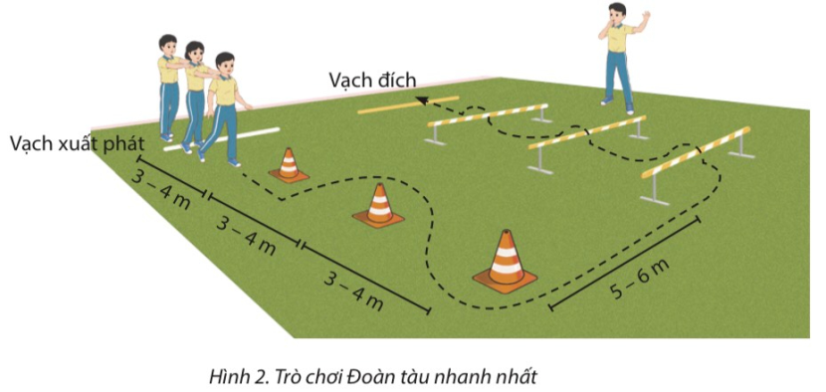 Vạch đích
Vạch xuất phát
3 – 4 m
3 – 4 m
3 – 4 m
5 – 6 m
Hình 2. Trò chơi Đoàn tàu nhanh nhất